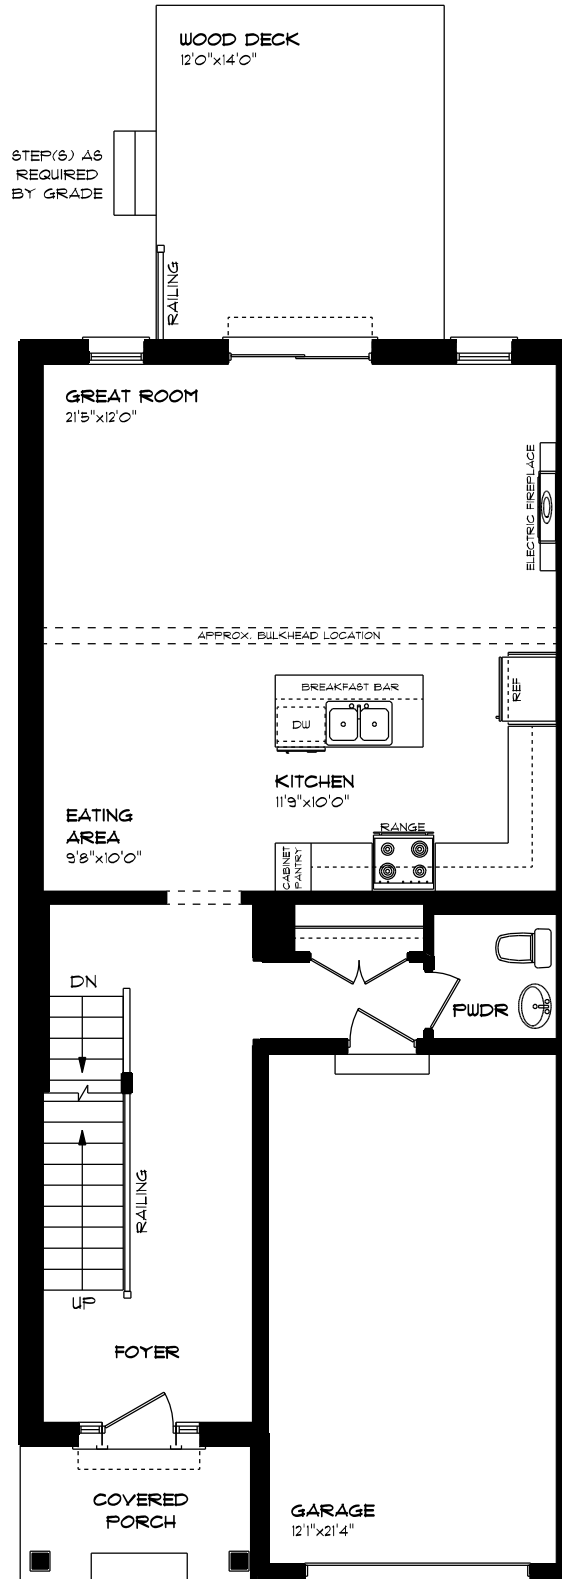 WOOD DECK
12'0"x14'0"
STEP(S) AS
REQUIRED
BY GRADE
RAILING
GREAT ROOM
21'5"x12'0"
ELECTRIC FIREPLACE
APPROX. BULKHEAD LOCATION
REF
BREAKFAST BAR
DW
KITCHEN
11'9"x10'0"
EATING
AREA
9'8"x10'0"
RANGE
CABINET
PANTRY
DN
PWDR
RAILING
UP
FOYER
COVERED
PORCH
GARAGE
12'1"x21'4"